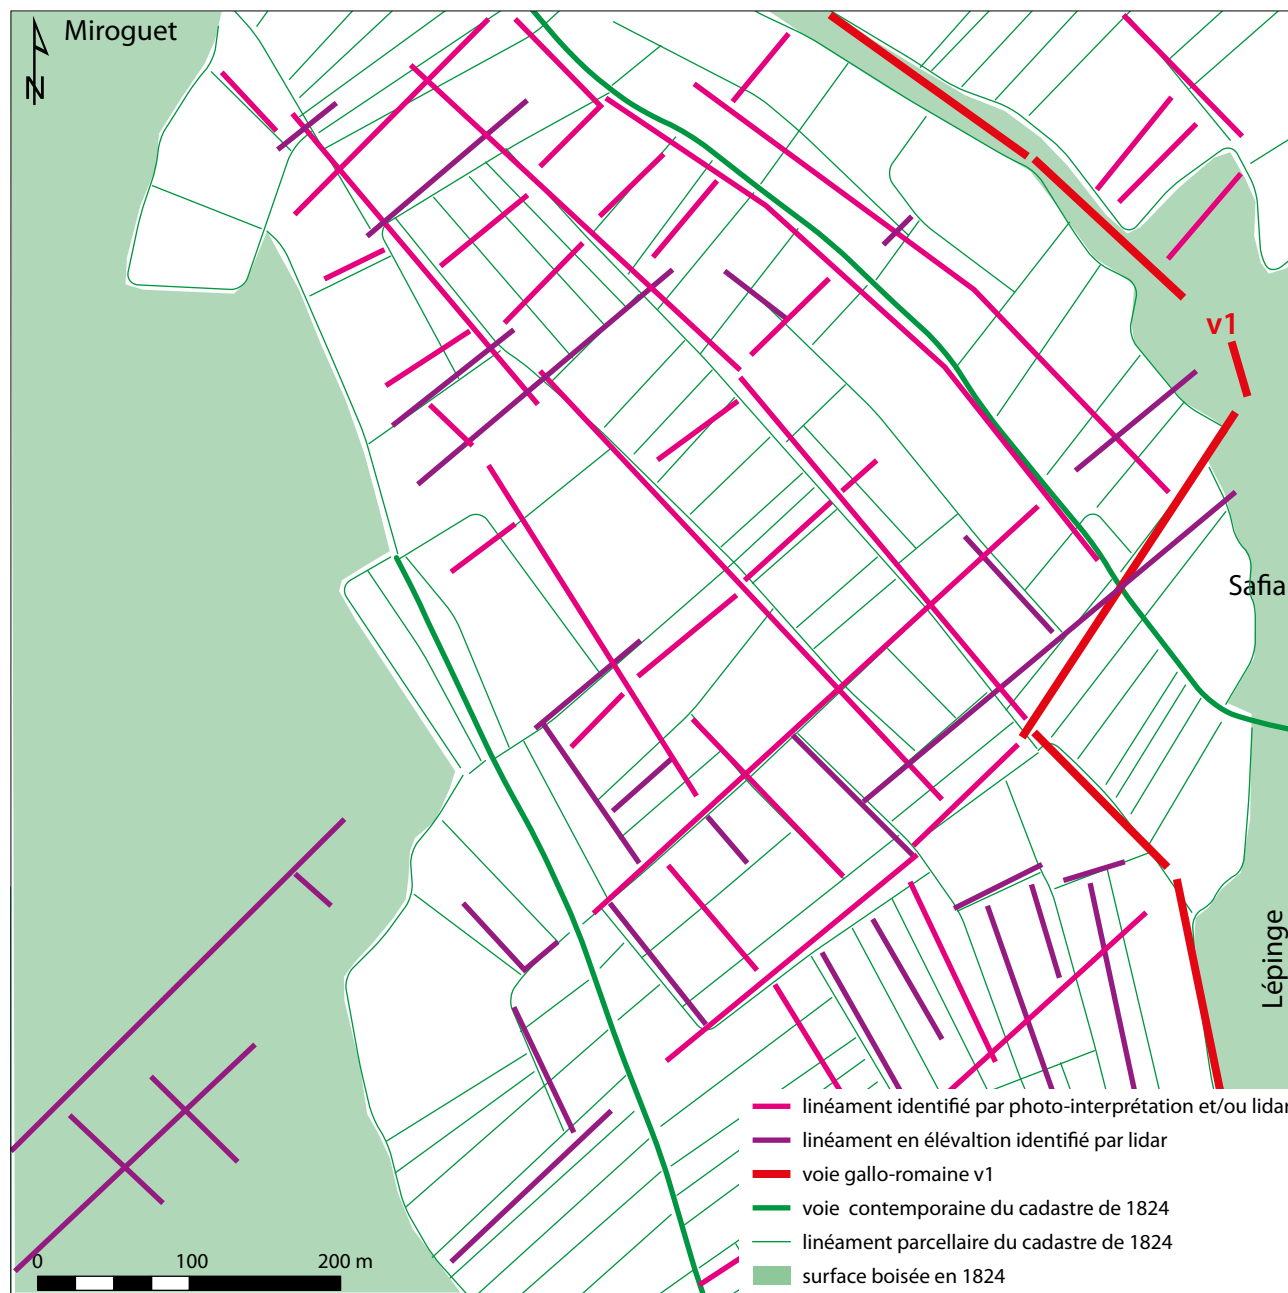 Miroguet
N
v1
Safia
Lépinge
linéament identifié par photo-interprétation et/ou lidar
linéament en élévaltion identifié par lidar
voie gallo-romaine v1
voie contemporaine du cadastre de 1824
linéament parcellaire du cadastre de 1824
surface boisée en 1824
0 100 200 m